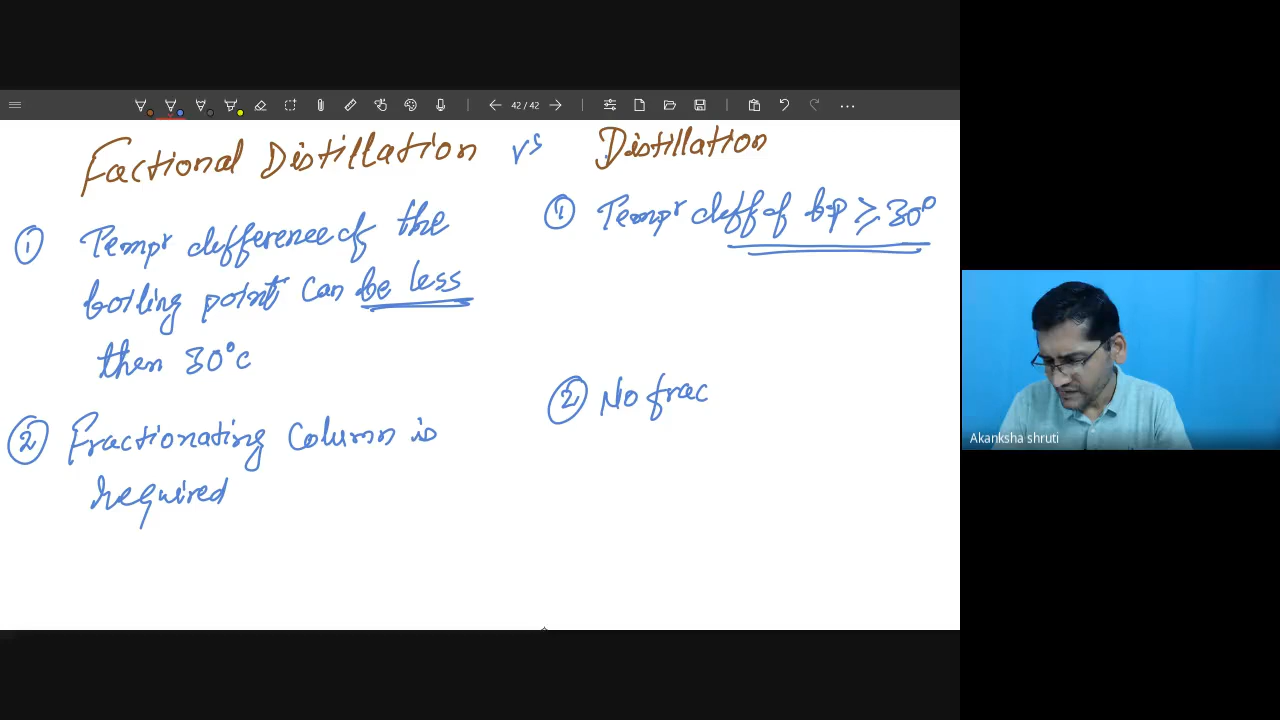 42 / 42
Factional Distillation vs Distillation
① Tempr difference of the
boiling point can be less
then 30°c
① Tempr diff of b.p ≥ 30°
② Fractionating Column is
required
② No frac
Akanksha shruti